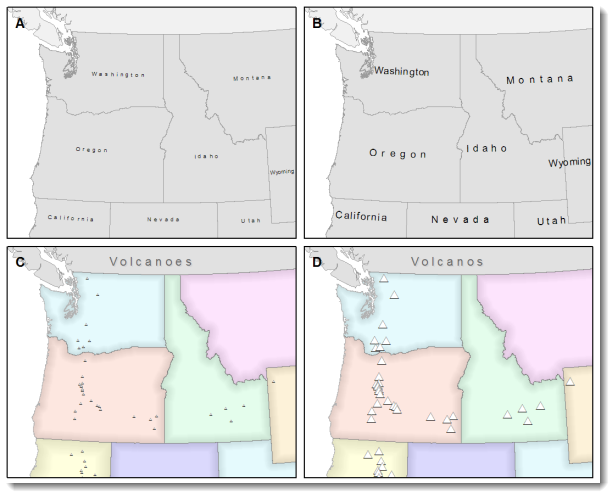 A
Washington
Montana
Oregon
Idaho
Wyoming
California
Nevada
Utah
B
Washington
Montana
Oregon
Idaho
Wyoming
California
Nevada
Utah
C
Volcanoes
D
Volcanos